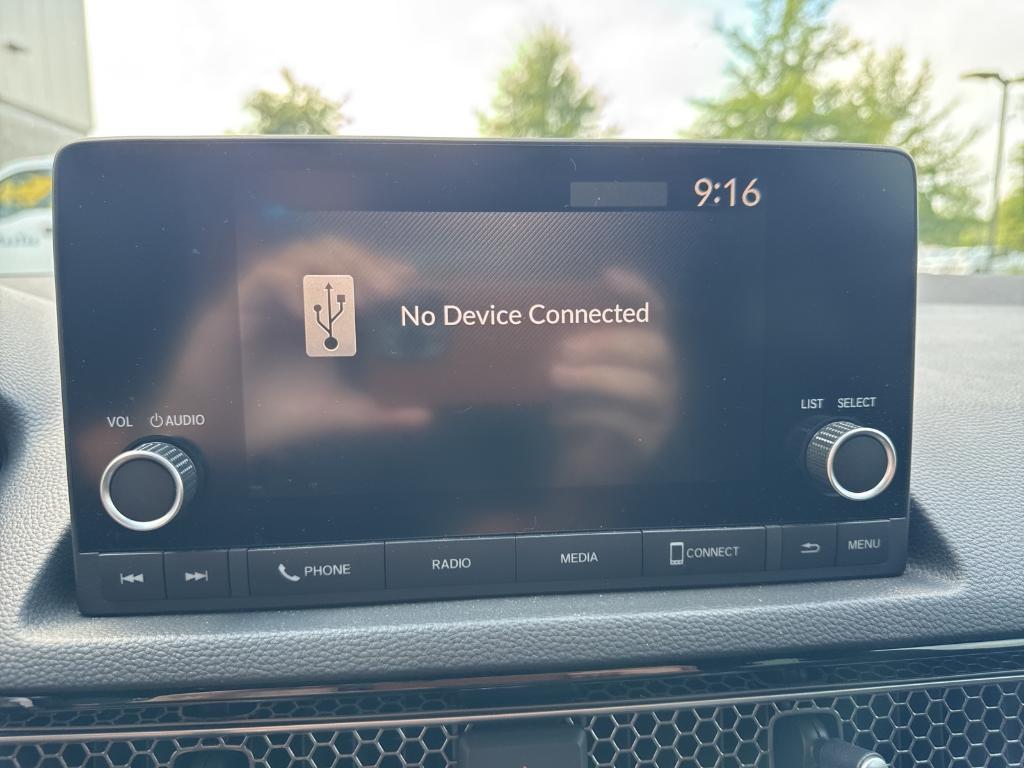 9:16
No Device Connected
VOL AUDIO
LIST SELECT
PHONE
RADIO
MEDIA
CONNECT
MENU